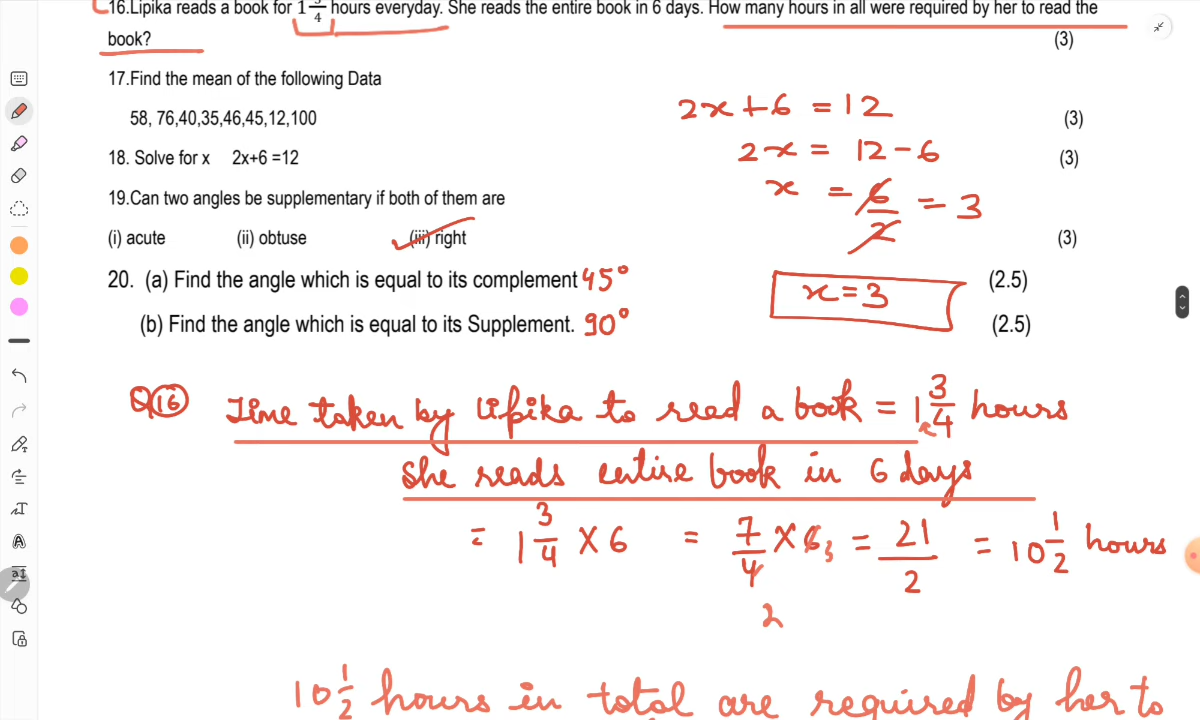 16.Lipika reads a book for 1 3/4 hours everyday. She reads the entire book in 6 days. How many hours in all were required by her to read the
book? (3)
17.Find the mean of the following Data
58, 76,40,35,46,45,12,100 (3)
18. Solve for x 2x+6 =12 (3)
19.Can two angles be supplementary if both of them are
(i) acute (ii) obtuse (iii) right (3)
20. (a) Find the angle which is equal to its complement 45° (2.5)
(b) Find the angle which is equal to its Supplement. 90° (2.5)
2x+6 = 12
2x = 12-6
x = 6/2 = 3
x=3
Q16 Time taken by Lipika to read a book = 1 3/4 hours
She reads entire book in 6 days
= 1 3/4 × 6 = 7/4 × 6 3 = 21/2 = 10 1/2 hours
2
10 1/2 hours in total are required by her to